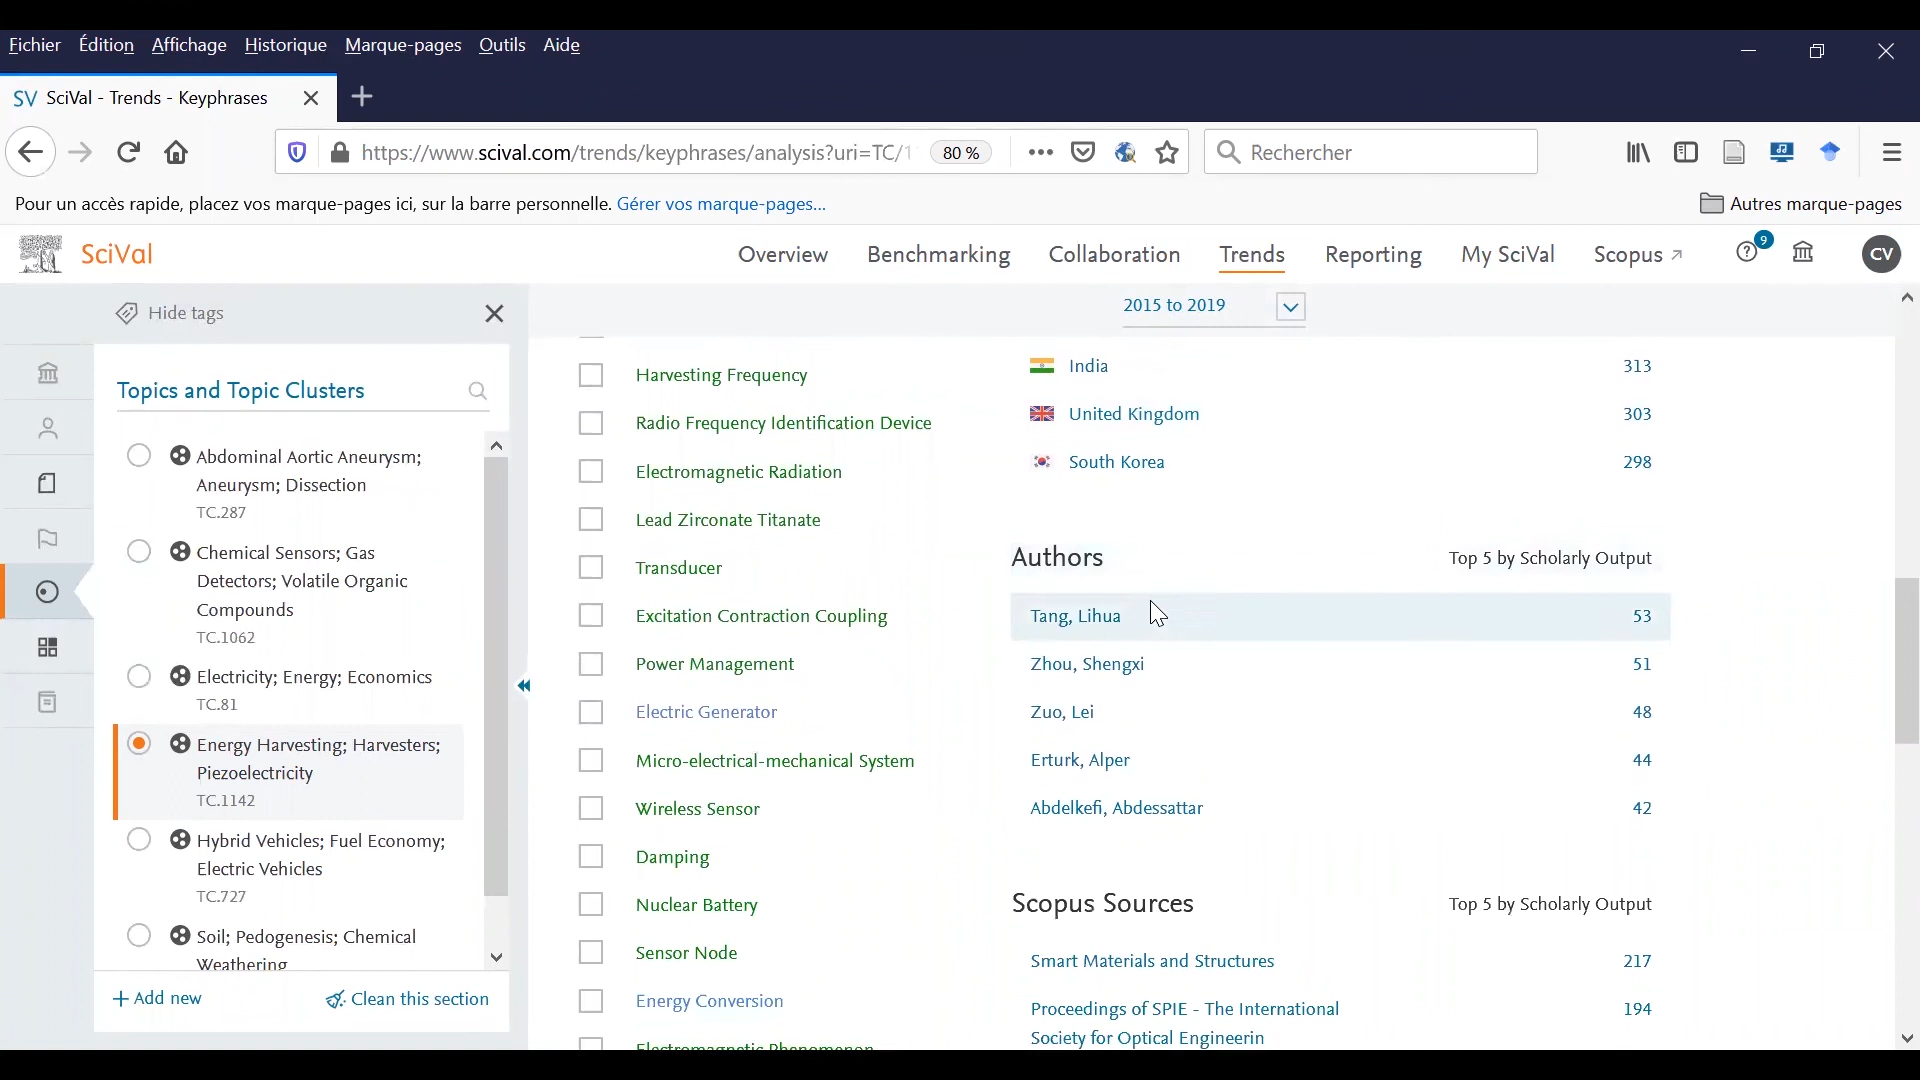 Fichier Édition Affichage Historique Marque-pages Outils Aide
SV SciVal - Trends - Keyphrases
https://www.scival.com/trends/keyphrases/analysis?uri=TC/1 80 % Rechercher
Pour un accès rapide, placez vos marque-pages ici, sur la barre personnelle. Gérer vos marque-pages... Autres marque-pages
SciVal Overview Benchmarking Collaboration Trends Reporting My SciVal Scopus 9 CV
Hide tags
2015 to 2019
Topics and Topic Clusters
Abdominal Aortic Aneurysm;
Aneurysm; Dissection
TC.287
Chemical Sensors; Gas
Detectors; Volatile Organic
Compounds
TC.1062
Electricity; Energy; Economics
TC.81
Energy Harvesting; Harvesters;
Piezoelectricity
TC.1142
Hybrid Vehicles; Fuel Economy;
Electric Vehicles
TC.727
Soil; Pedogenesis; Chemical
Weathering
Add new Clean this section
Harvesting Frequency
Radio Frequency Identification Device
Electromagnetic Radiation
Lead Zirconate Titanate
Transducer
Excitation Contraction Coupling
Power Management
Electric Generator
Micro-electrical-mechanical System
Wireless Sensor
Damping
Nuclear Battery
Sensor Node
Energy Conversion
Electromagnetic Phenomenon
India 313
United Kingdom 303
South Korea 298
Authors Top 5 by Scholarly Output
Tang, Lihua 53
Zhou, Shengxi 51
Zuo, Lei 48
Erturk, Alper 44
Abdelkefi, Abdessattar 42
Scopus Sources Top 5 by Scholarly Output
Smart Materials and Structures 217
Proceedings of SPIE - The International 194
Society for Optical Engineerin